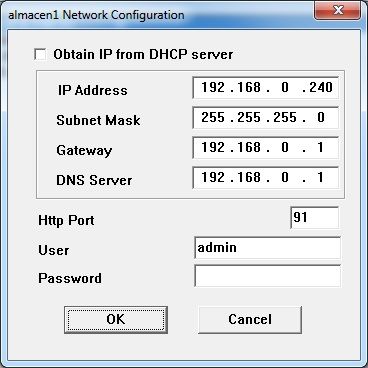 almacen1 Network Configuration
Obtain IP from DHCP server
IP Address 192 . 168 . 0 . 240
Subnet Mask 255 . 255 . 255 . 0
Gateway 192 . 168 . 0 . 1
DNS Server 192 . 168 . 0 . 1
Http Port 91
User admin
Password
OK Cancel